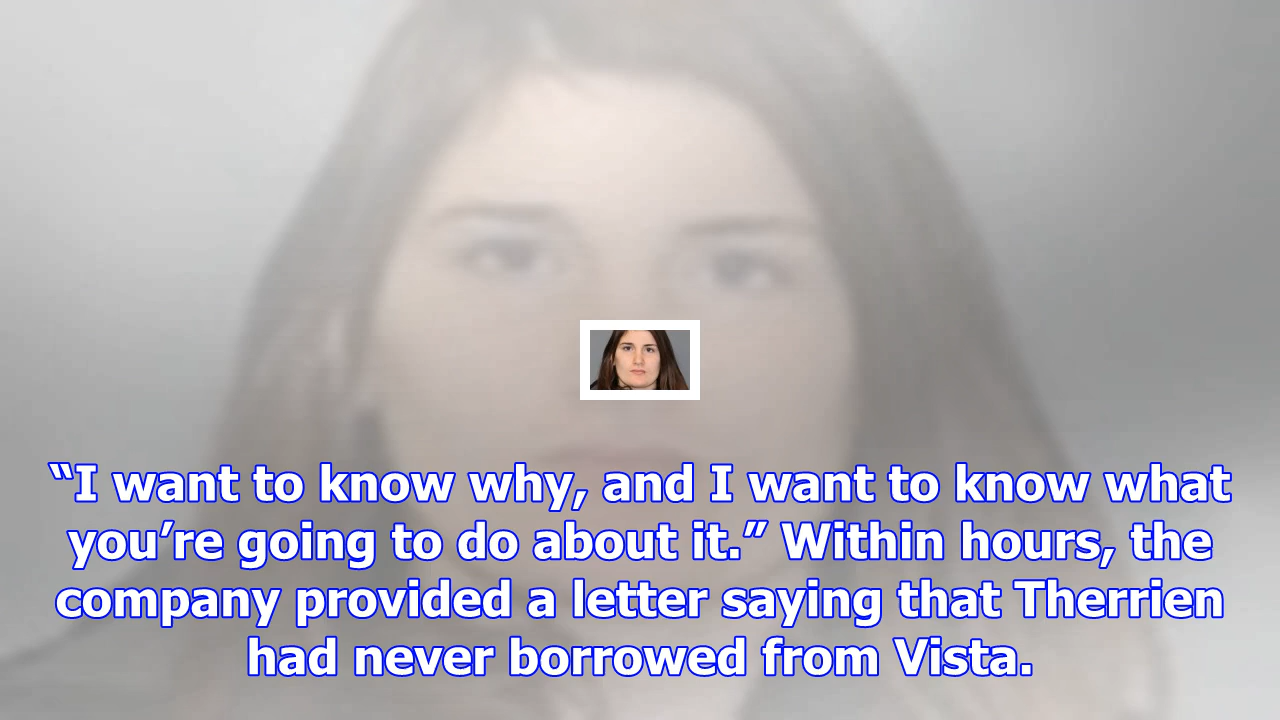 “I want to know why, and I want to know what
you’re going to do about it.” Within hours, the
company provided a letter saying that Therrien
had never borrowed from Vista.